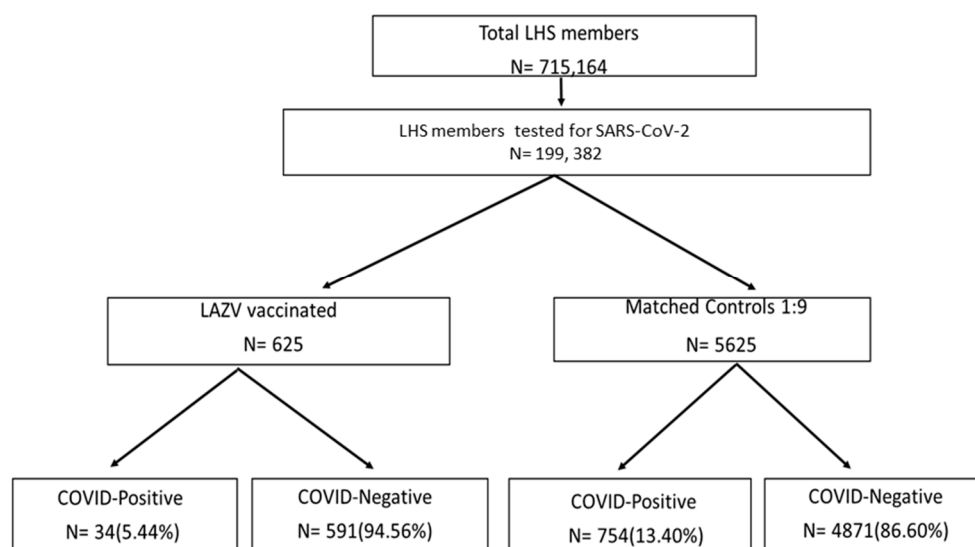 Total LHS members
N= 715,164
LHS members tested for SARS-CoV-2
N= 199, 382
LAZV vaccinated
N= 625
Matched Controls 1:9
N= 5625
COVID-Positive
N= 34(5.44%)
COVID-Negative
N= 591(94.56%)
COVID-Positive
N= 754(13.40%)
COVID-Negative
N= 4871(86.60%)